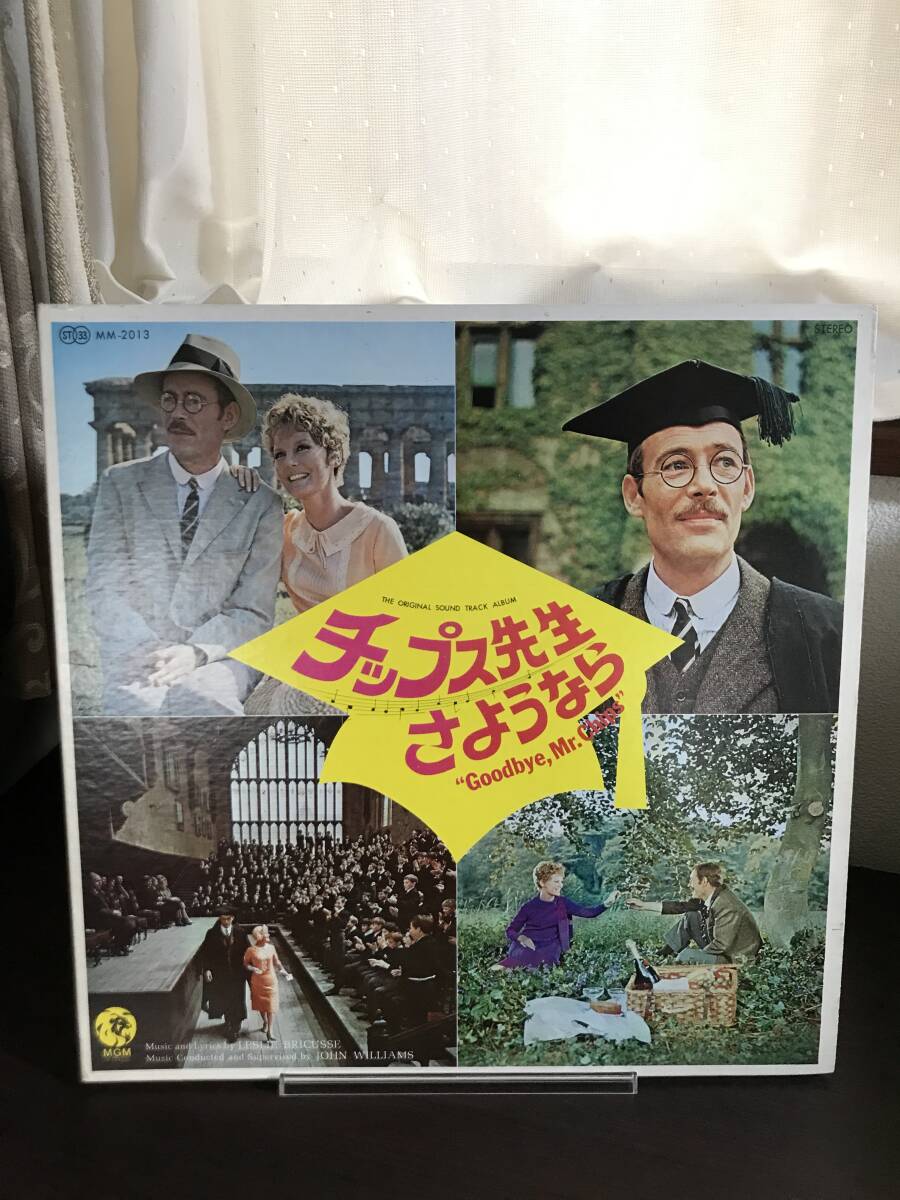 ST 33 MM-2013
STEREO
THE ORIGINAL SOUND TRACK ALBUM
チップス先生
さようなら
"Goodbye, Mr. Chips"
MGM
Music and Lyrics by LESLIE BRICUSSE
Music Conducted and Supervised by JOHN WILLIAMS